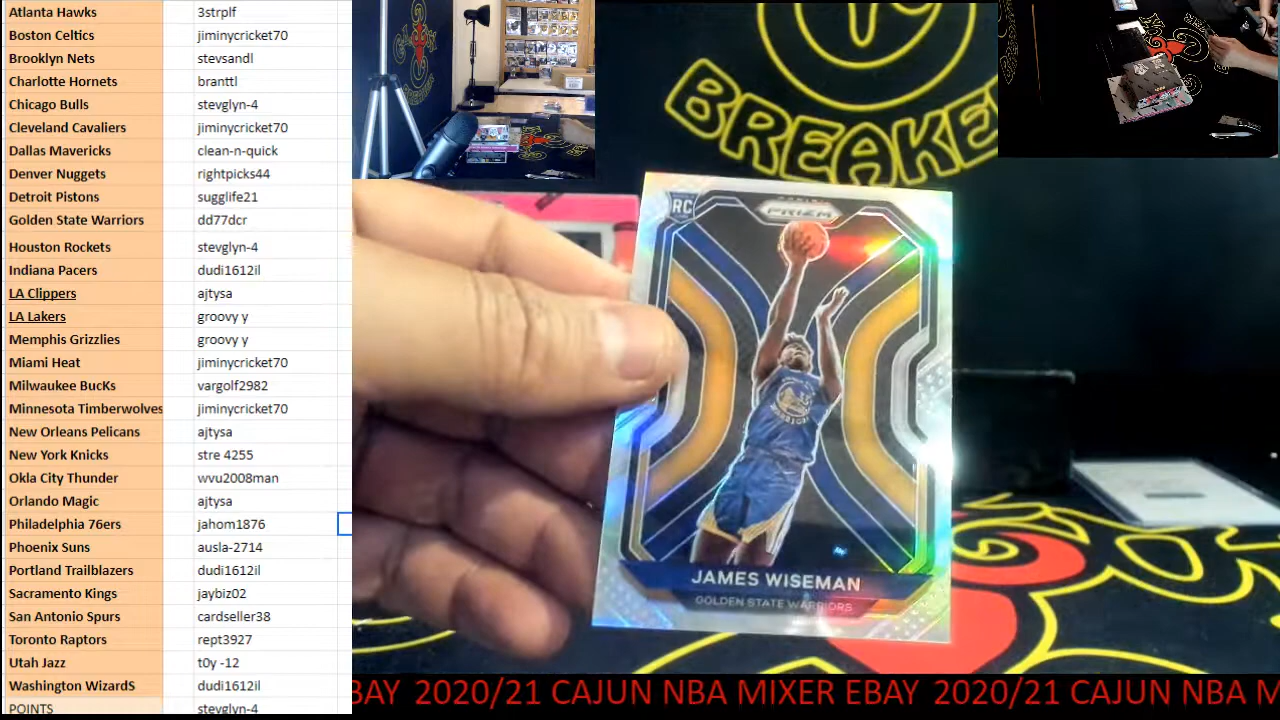 Atlanta Hawks 3strplf
Boston Celtics jiminycricket70
Brooklyn Nets stevsandl
Charlotte Hornets branttl
Chicago Bulls stevglyn-4
Cleveland Cavaliers jiminycricket70
Dallas Mavericks clean-n-quick
Denver Nuggets rightpicks44
Detroit Pistons sugglife21
Golden State Warriors dd77dcr
Houston Rockets stevglyn-4
Indiana Pacers dudi1612il
LA Clippers ajtysa
LA Lakers groovy y
Memphis Grizzlies groovy y
Miami Heat jiminycricket70
Milwaukee BucKs vargolf2982
Minnesota Timberwolves jiminycricket70
New Orleans Pelicans ajtysa
New York Knicks stre 4255
Okla City Thunder wvu2008man
Orlando Magic ajtysa
Philadelphia 76ers jahom1876
Phoenix Suns ausla-2714
Portland Trailblazers dudi1612il
Sacramento Kings jaybiz02
San Antonio Spurs cardseller38
Toronto Raptors rept3927
Utah Jazz t0y -12
Washington WizardS dudi1612il
POINTS stevglyn-4
BREAKE
RC
PANINI
PRIZM
JAMES WISEMAN
GOLDEN STATE WARRIORS
BAY 2020/21 CAJUN NBA MIXER EBAY 2020/21 CAJUN NBA M